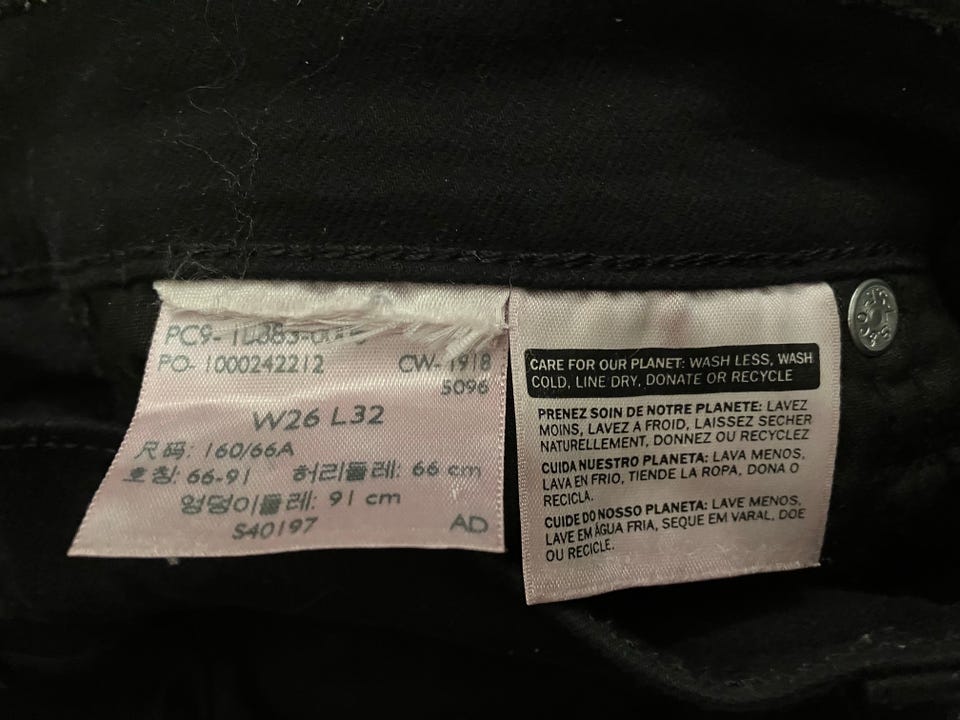 PO- 1000242212
CW- 1918
5096
W26 L32
尺码: 160/66A
호칭: 66-91 허리둘레: 66 cm
엉덩이둘레: 91 cm
S40197
AD
CARE FOR OUR PLANET: WASH LESS, WASH
COLD, LINE DRY, DONATE OR RECYCLE
PRENEZ SOIN DE NOTRE PLANETE: LAVEZ
MOINS, LAVEZ A FROID, LAISSEZ SECHER
NATURELLEMENT, DONNEZ OU RECYCLEZ
CUIDA NUESTRO PLANETA: LAVA MENOS,
LAVA EN FRIO, TIENDE LA ROPA, DONA O
RECICLA.
CUIDE DO NOSSO PLANETA: LAVE MENOS,
LAVE EM ÁGUA FRIA, SEQUE EM VARAL, DOE
OU RECICLE.